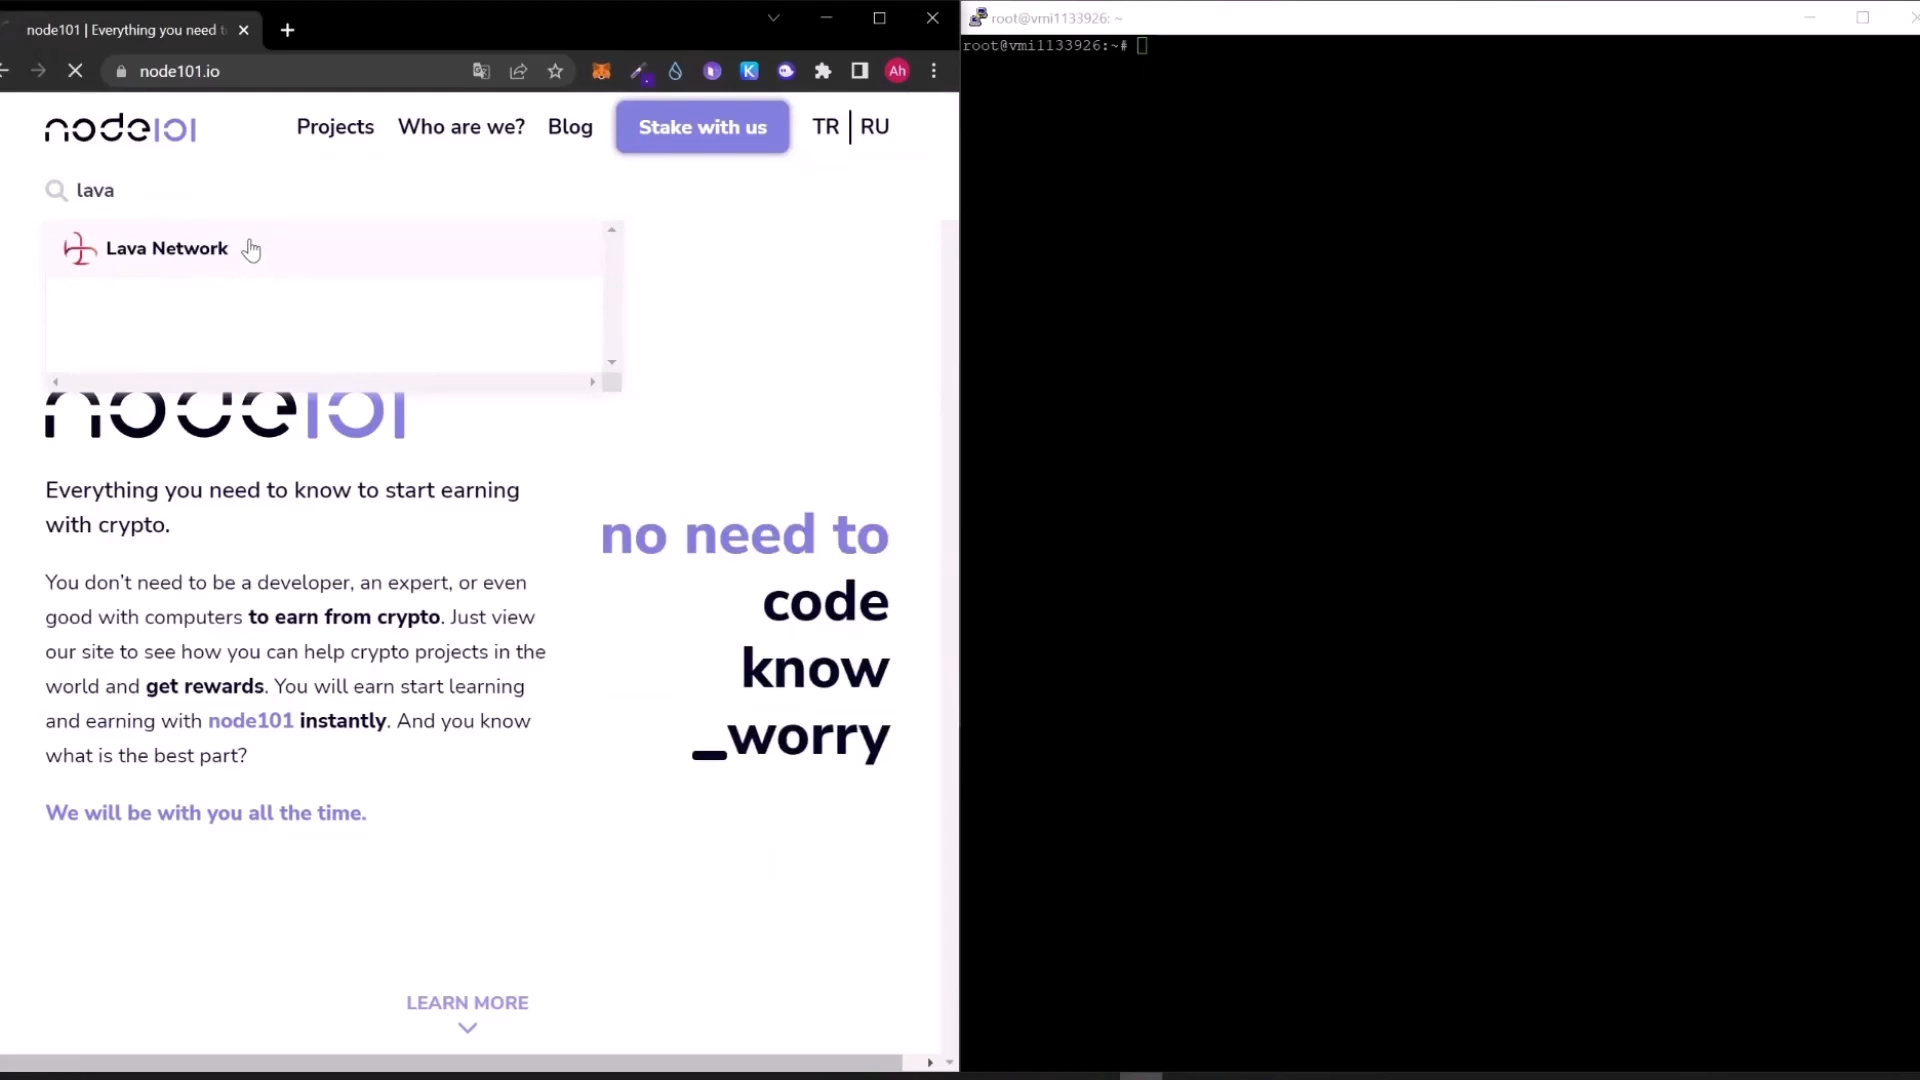 node101 | Everything you need t
node101.io
Ah
node101
Projects
Who are we?
Blog
Stake with us
TR | RU
lava
Lava Network
node101
Everything you need to know to start earning
with crypto.
You don’t need to be a developer, an expert, or even
good with computers to earn from crypto. Just view
our site to see how you can help crypto projects in the
world and get rewards. You will earn start learning
and earning with node101 instantly. And you know
what is the best part?
We will be with you all the time.
no need to
code
know
_worry
LEARN MORE
root@vmi1133926: ~
root@vmi1133926:~#